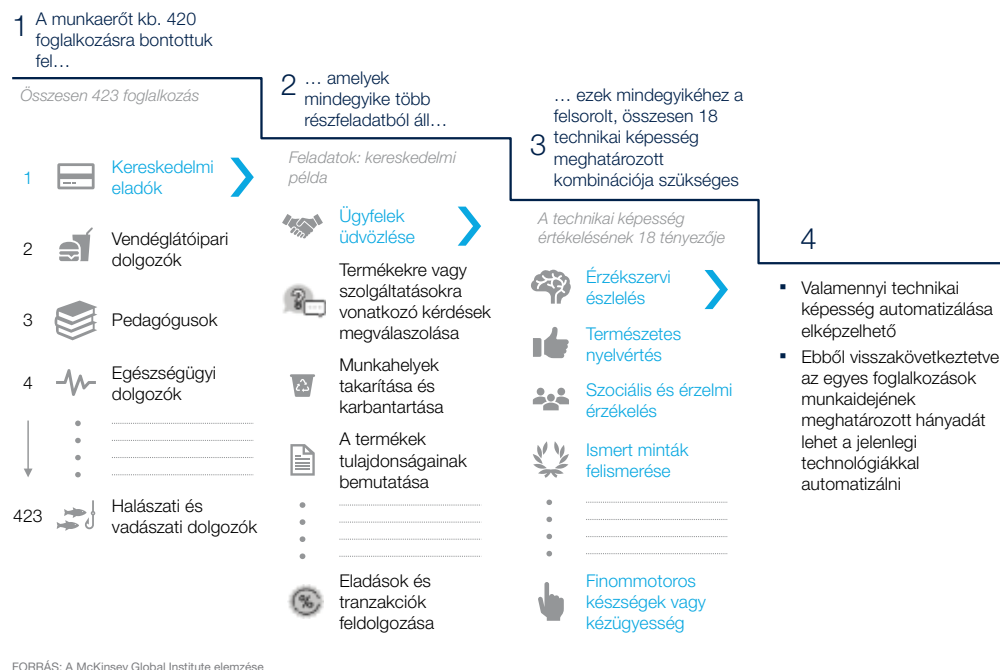 1
A munkaerőt kb. 420
foglalkozásra bontottuk
fel…
Összesen 423 foglalkozás
1
Kereskedelmi
eladók
2
Vendéglátóipari
dolgozók
3
Pedagógusok
4
Egészségügyi
dolgozók
423
Halászati és
vadászati dolgozók
2
… amelyek
mindegyike több
részfeladatból áll…
Feladatok: kereskedelmi
példa
Ügyfelek
üdvözlése
Termékekre vagy
szolgáltatásokra
vonatkozó kérdések
megválaszolása
Munkahelyek
takarítása és
karbantartása
A termékek
tulajdonságainak
bemutatása
Eladások és
tranzakciók
feldolgozása
3
… ezek mindegyikéhez a
felsorolt, összesen 18
technikai képesség
meghatározott
kombinációja szükséges
A technikai képesség
értékelésének 18 tényezője
Érzékszervi
észlelés
Természetes
nyelvértés
Szociális és érzelmi
érzékelés
Ismert minták
felismerése
Finommotoros
készségek vagy
kézügyesség
4
▪ Valamennyi technikai
képesség automatizálása
elképzelhető
▪ Ebből visszakövetkeztetve
az egyes foglalkozások
munkaidejének
meghatározott hányadát
lehet a jelenlegi
technológiákkal
automatizálni
FORRÁS: A McKinsey Global Institute elemzése